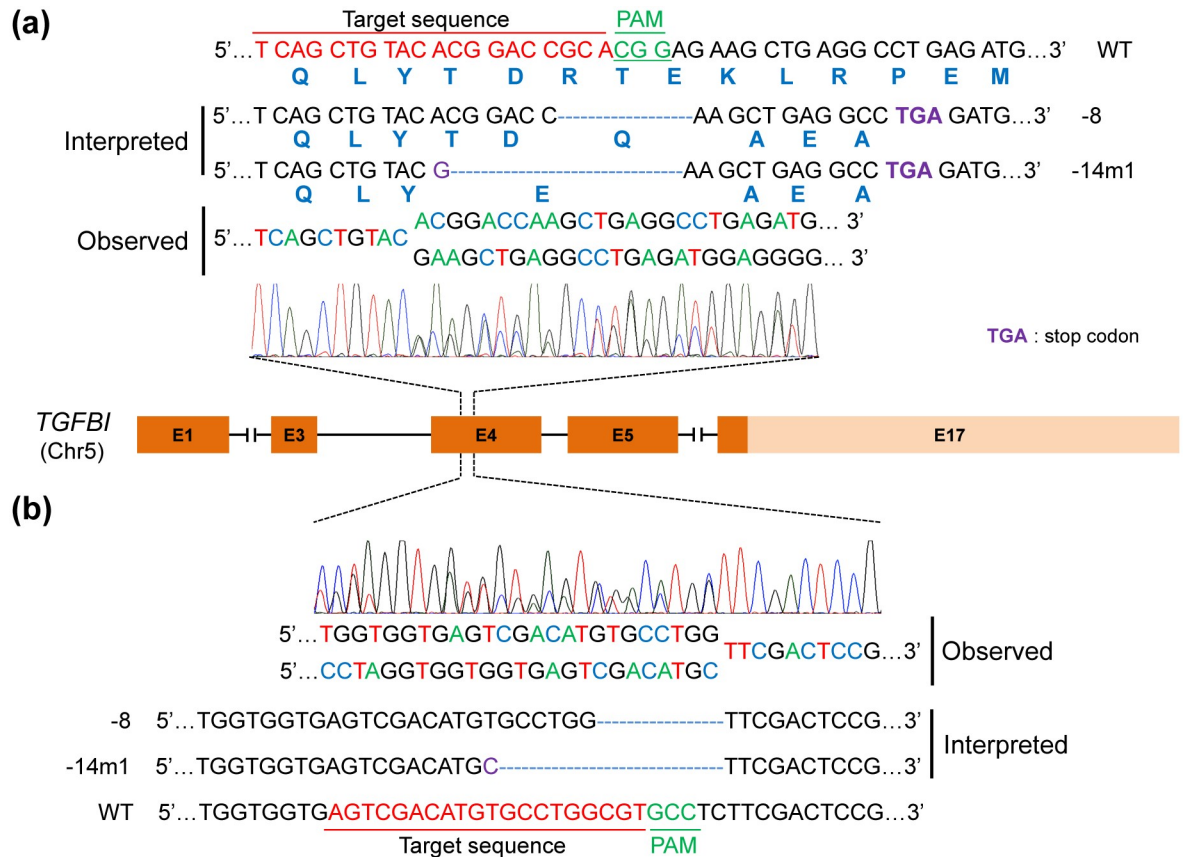 (a)
Target sequence PAM
5’…T CAG CTG TAC ACG GAC CGCA CGG AG AAG CTG AGG CCT GAG ATG…3’ WT
Q L Y T D R T E K L R P E M
Interpreted
5’…T CAG CTG TAC ACG GAC C---------------AA GCT GAG GCC TGA GATG…3’ -8
Q L Y T D Q A E A
5’…T CAG CTG TAC G--------------------------AA GCT GAG GCC TGA GATG…3’ -14m1
Q L Y E A E A
Observed
5’…TCAGCTGTAC
ACGGACCAAGCTGAGGCCTGAGATG… 3’
GAAGCTGAGGCCTGAGATGGAGGGG… 3’
TGA : stop codon
TGFBI
(Chr5)
E1 E3 E4 E5 E17
(b)
5’…TGGTGGTGAGTCGACATGTGCCTGG
5’…CCTAGGTGGTGGTGAGTCGACATGC
TTCGACTCCG…3’
Observed
-8 5’…TGGTGGTGAGTCGACATGTGCCTGG--------------TTCGACTCCG…3’
-14m1 5’…TGGTGGTGAGTCGACATGC-------------------------TTCGACTCCG…3’
Interpreted
WT 5’…TGGTGGTGAGTCGACATGTGCCTGGCGTGCCTCTTCGACTCCG…3’
Target sequence PAM